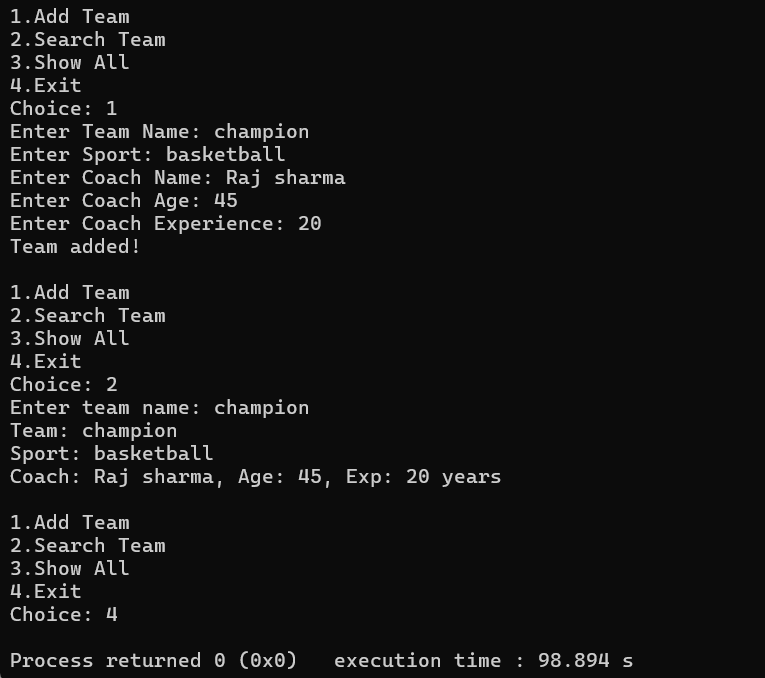 1.Add Team
2.Search Team
3.Show All
4.Exit
Choice: 1
Enter Team Name: champion
Enter Sport: basketball
Enter Coach Name: Raj sharma
Enter Coach Age: 45
Enter Coach Experience: 20
Team added!

1.Add Team
2.Search Team
3.Show All
4.Exit
Choice: 2
Enter team name: champion
Team: champion
Sport: basketball
Coach: Raj sharma, Age: 45, Exp: 20 years

1.Add Team
2.Search Team
3.Show All
4.Exit
Choice: 4

Process returned 0 (0x0)   execution time : 98.894 s